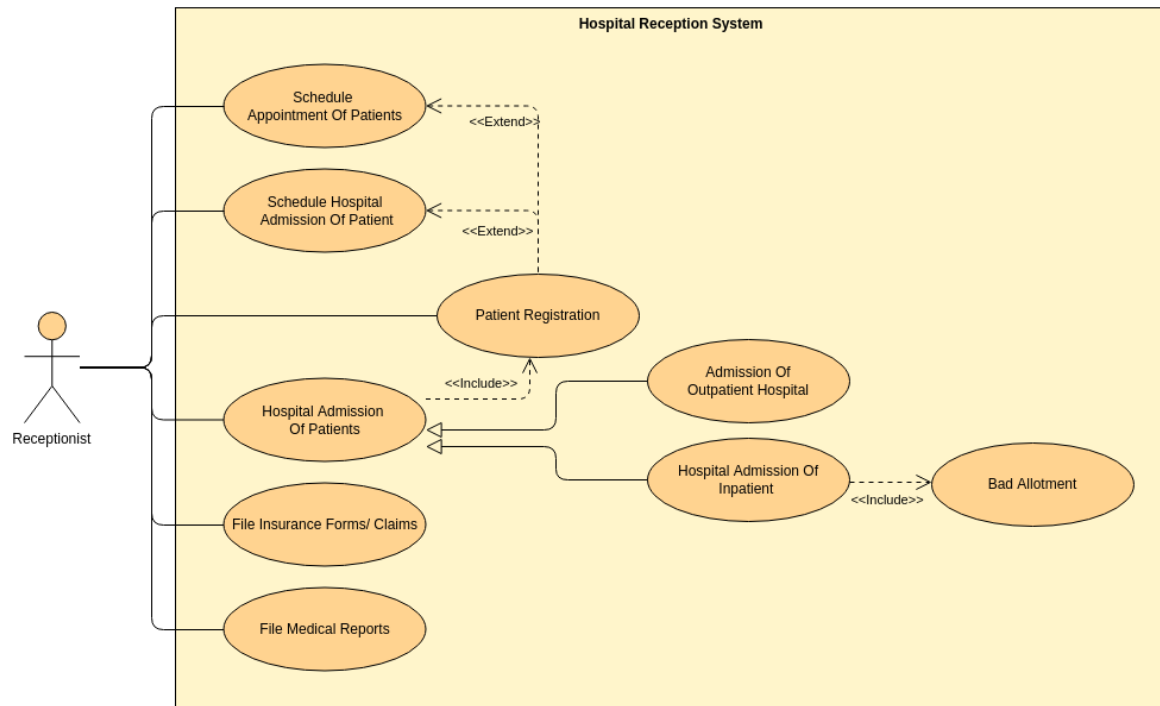 Hospital Reception System
Schedule
Appointment Of Patients
<<Extend>>
Schedule Hospital
Admission Of Patient
<<Extend>>
Patient Registration
Receptionist
<<Include>>
Hospital Admission
Of Patients
Admission Of
Outpatient Hospital
Hospital Admission Of
Inpatient
<<Include>>
Bad Allotment
File Insurance Forms/ Claims
File Medical Reports